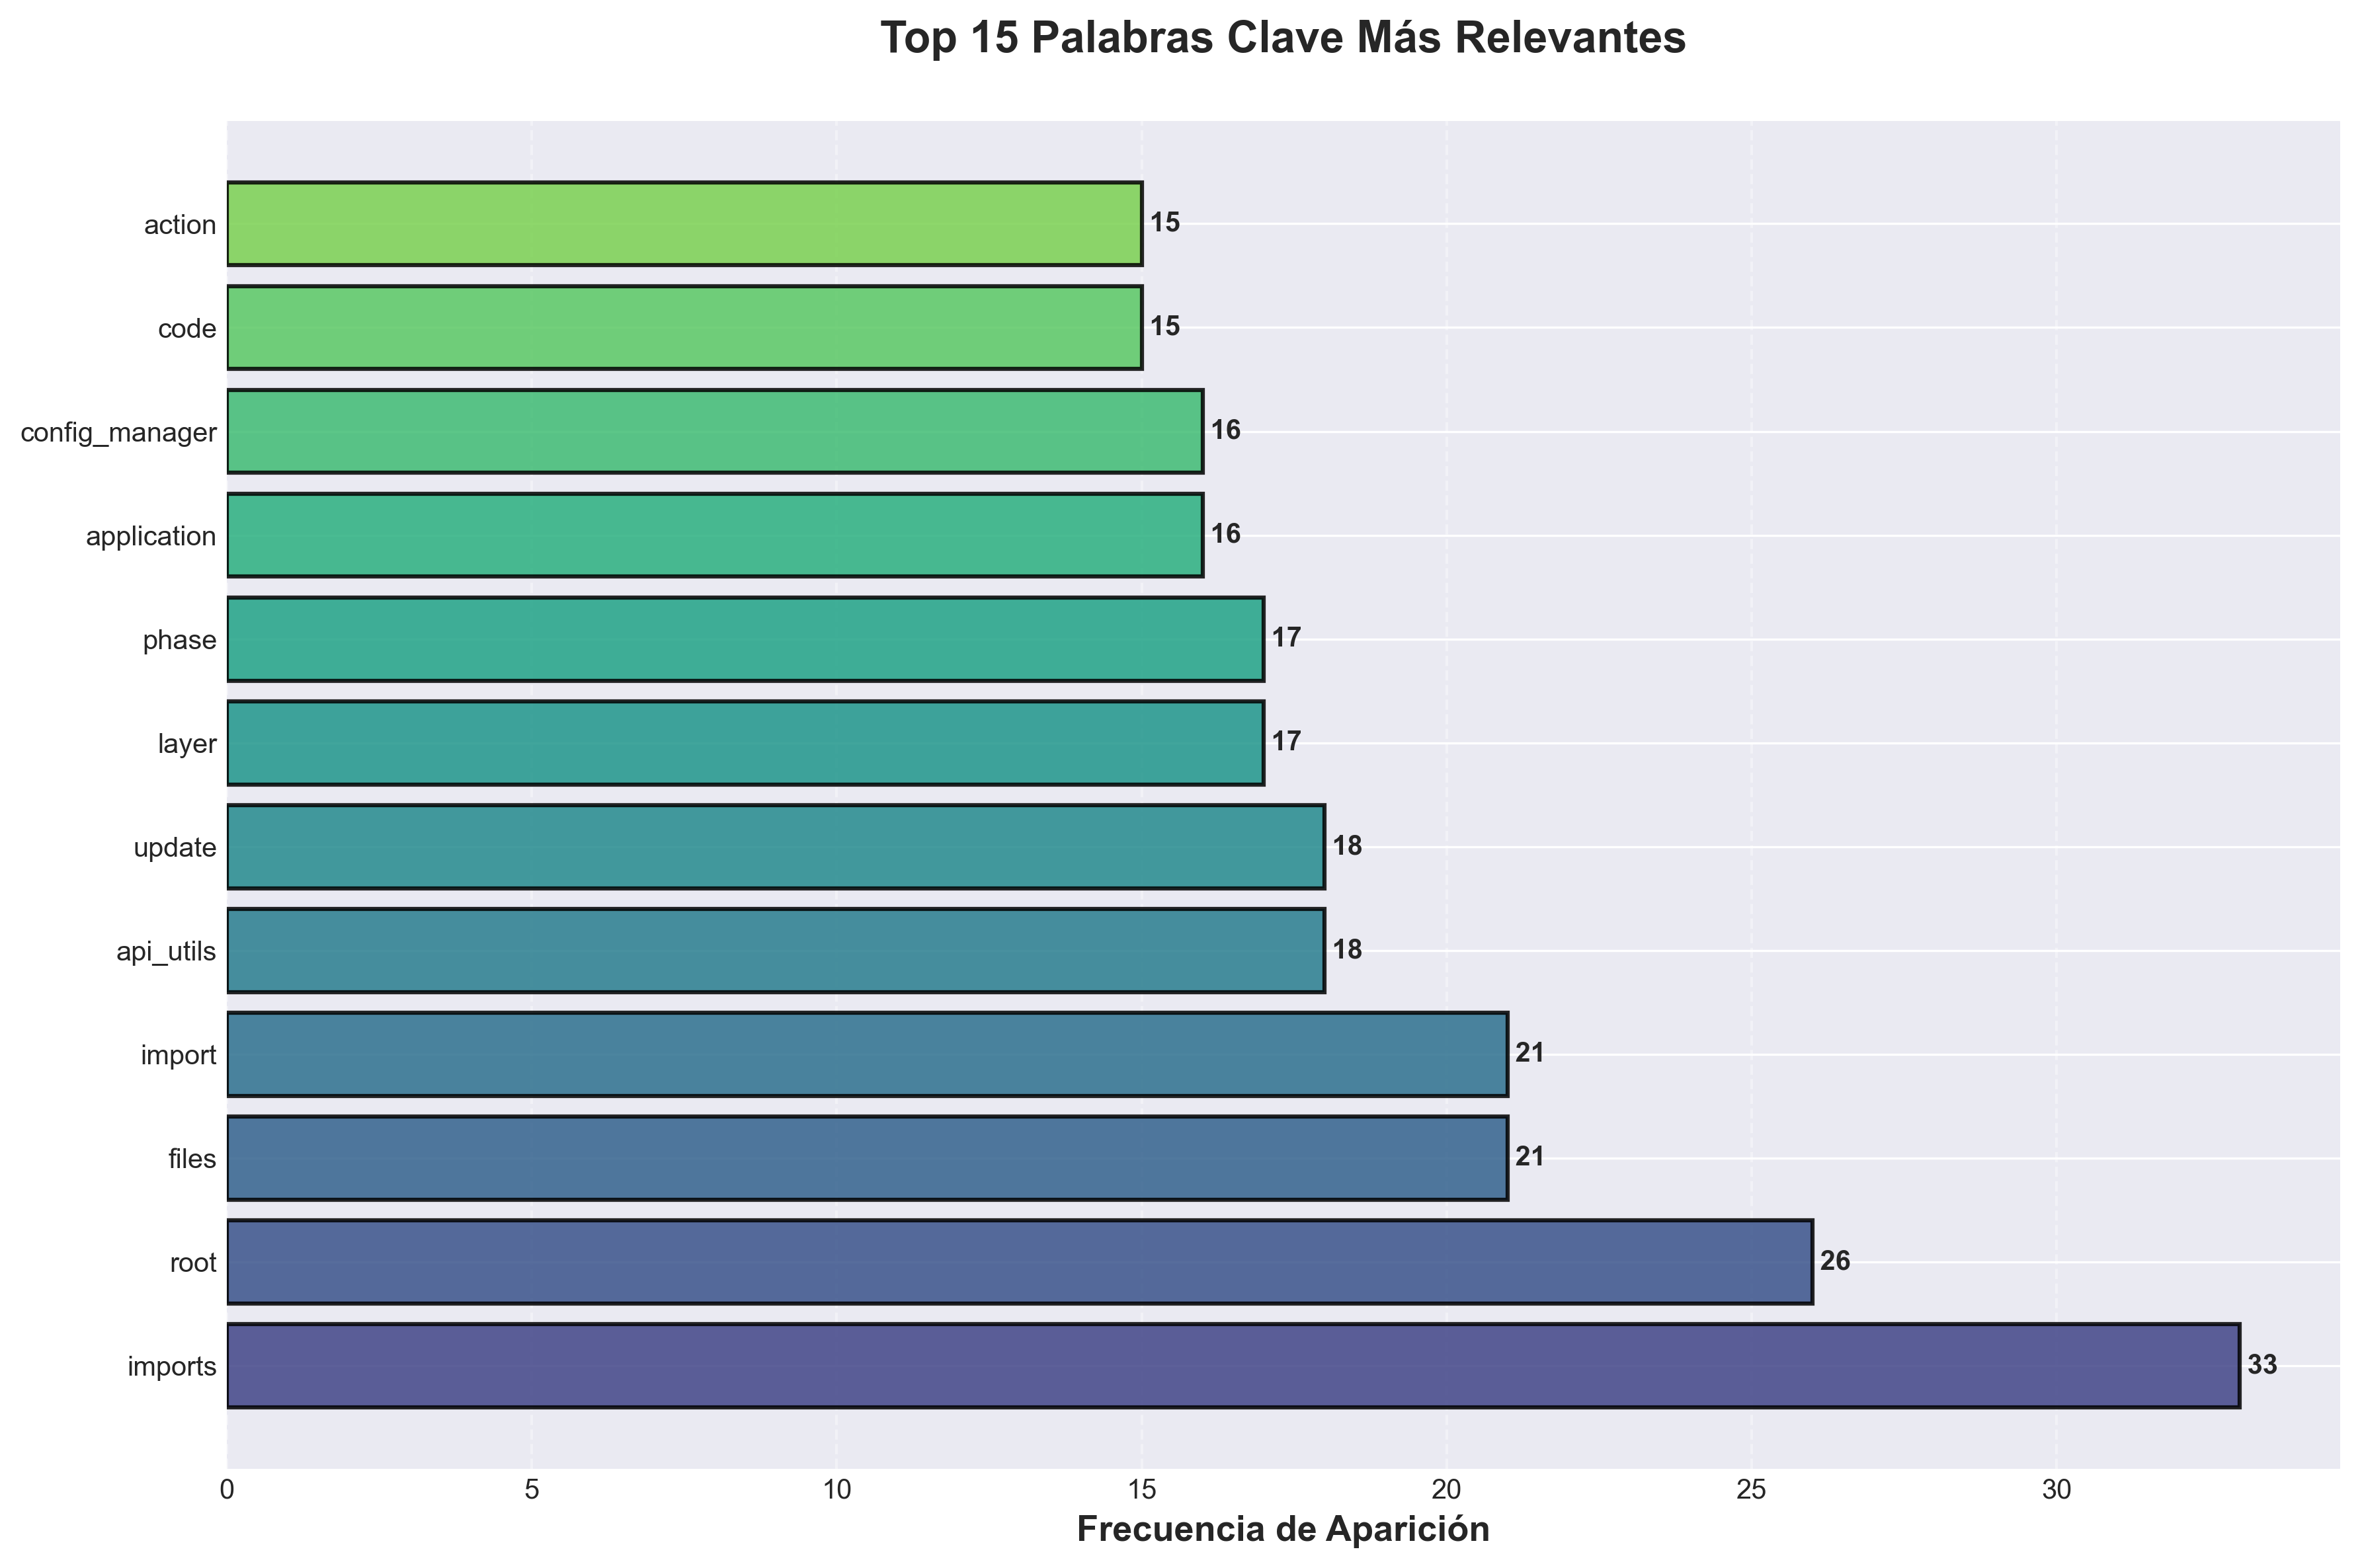 Top 15 Palabras Clave Más Relevantes
action 15
code 15
config_manager 16
application 16
phase 17
layer 17
update 18
api_utils 18
import 21
files 21
root 26
imports 33
0 5 10 15 20 25 30
Frecuencia de Aparición